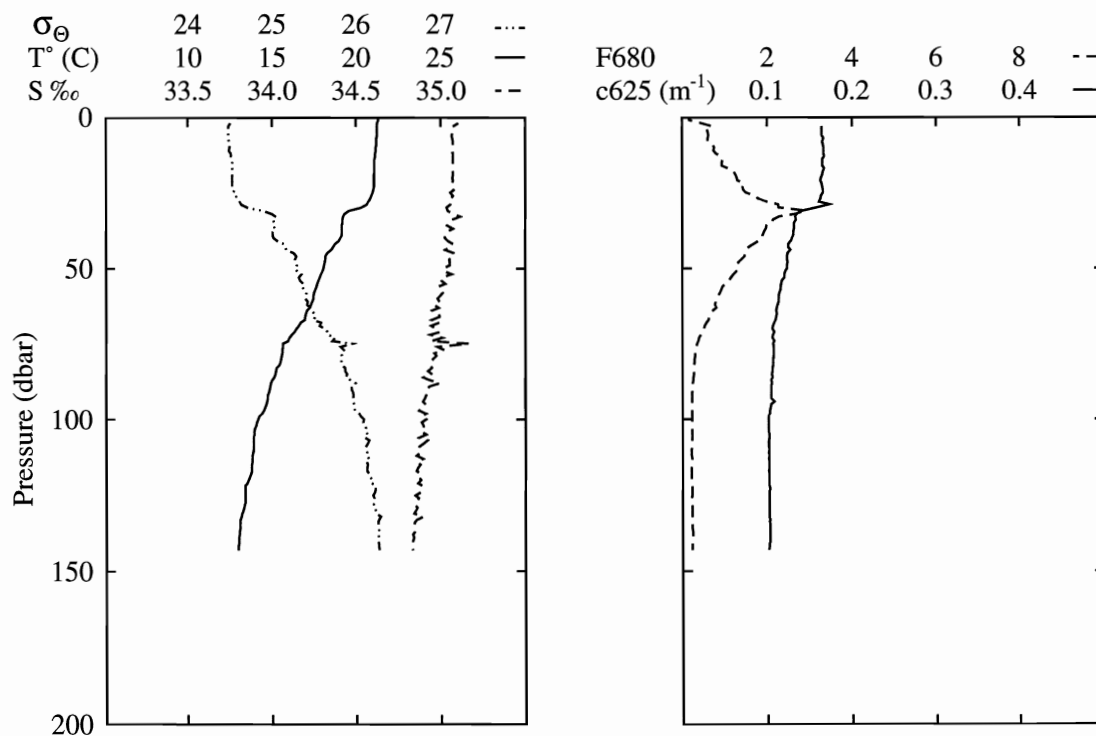 σΘ 24 25 26 27
T° (C) 10 15 20 25
S ‰ 33.5 34.0 34.5 35.0
F680 2 4 6 8
c625 (m-1) 0.1 0.2 0.3 0.4
0
50
100
150
200
Pressure (dbar)